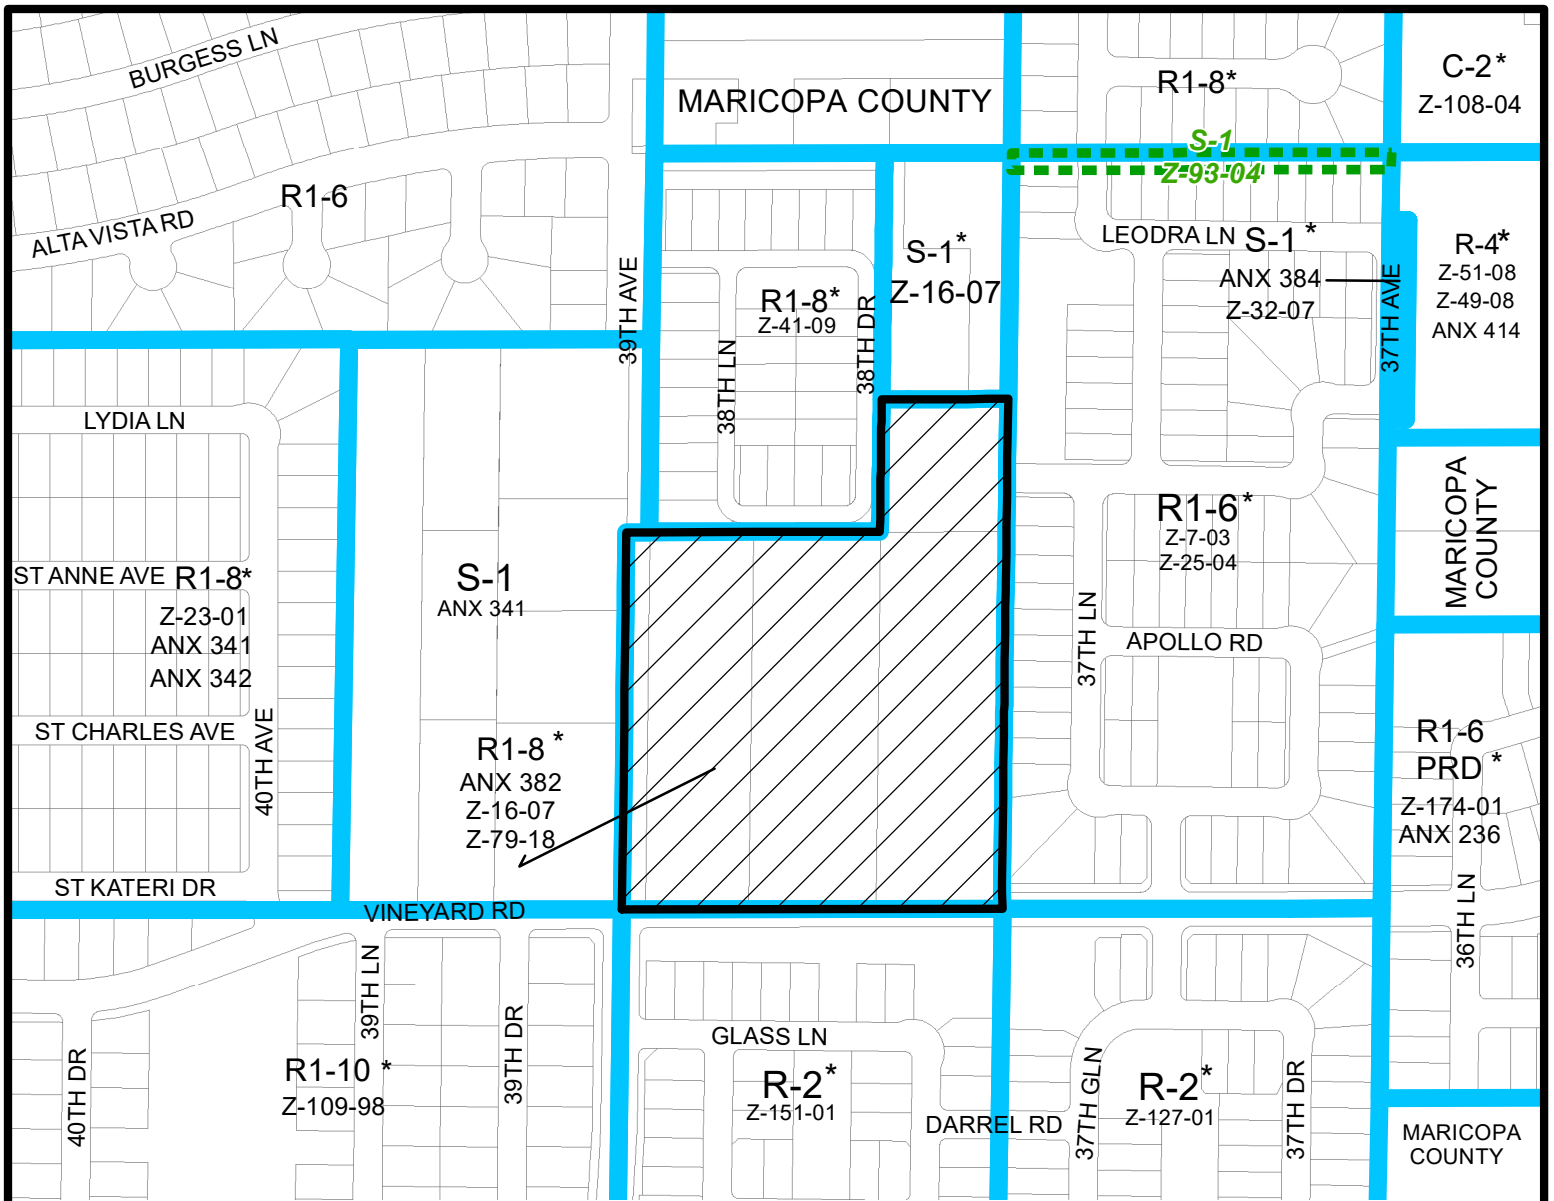 BURGESS LN
MARICOPA COUNTY
R1-8*
C-2*
Z-108-04
S-1
Z-93-04
R1-6
ALTA VISTA RD
39TH AVE
S-1*
Z-16-07
LEODRA LN
S-1 *
ANX 384
Z-32-07
37TH AVE
R-4*
Z-51-08
Z-49-08
ANX 414
R1-8*
Z-41-09
38TH DR
38TH LN
LYDIA LN
MARICOPA
COUNTY
R1-6*
Z-7-03
Z-25-04
ST ANNE AVE
R1-8*
Z-23-01
ANX 341
ANX 342
S-1
ANX 341
37TH LN
APOLLO RD
ST CHARLES AVE
40TH AVE
R1-8 *
ANX 382
Z-16-07
Z-79-18
R1-6
PRD *
Z-174-01
ANX 236
ST KATERI DR
VINEYARD RD
36TH LN
39TH LN
39TH DR
40TH DR
R1-10 *
Z-109-98
GLASS LN
R-2*
Z-151-01
DARREL RD
37TH GLN
R-2*
Z-127-01
37TH DR
MARICOPA
COUNTY